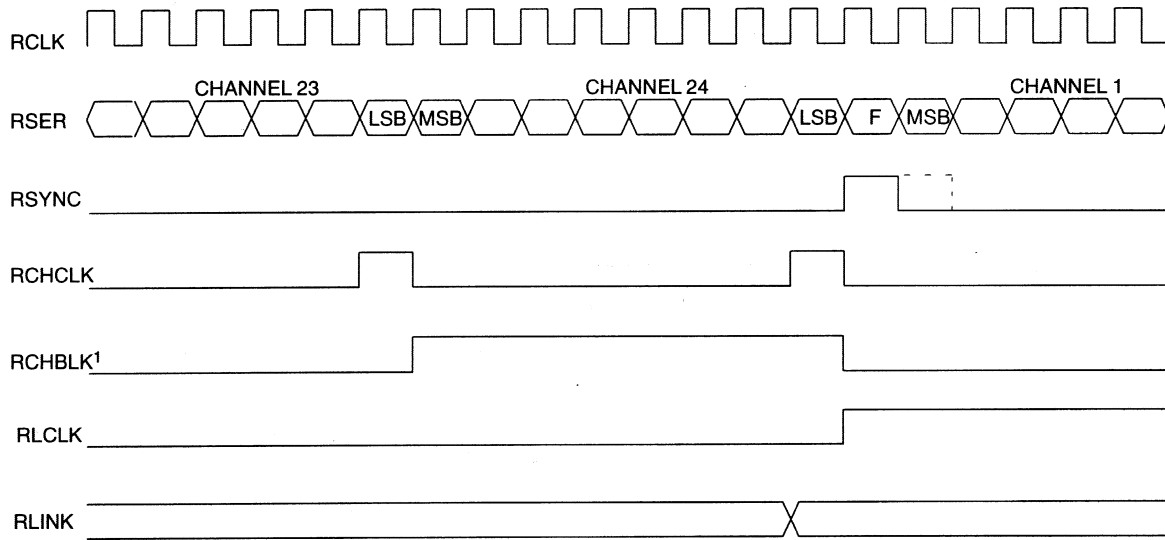 RCLK
CHANNEL 23 CHANNEL 24 CHANNEL 1
RSER LSB MSB LSB F MSB
RSYNC
RCHCLK
RCHBLK¹
RLCLK
RLINK